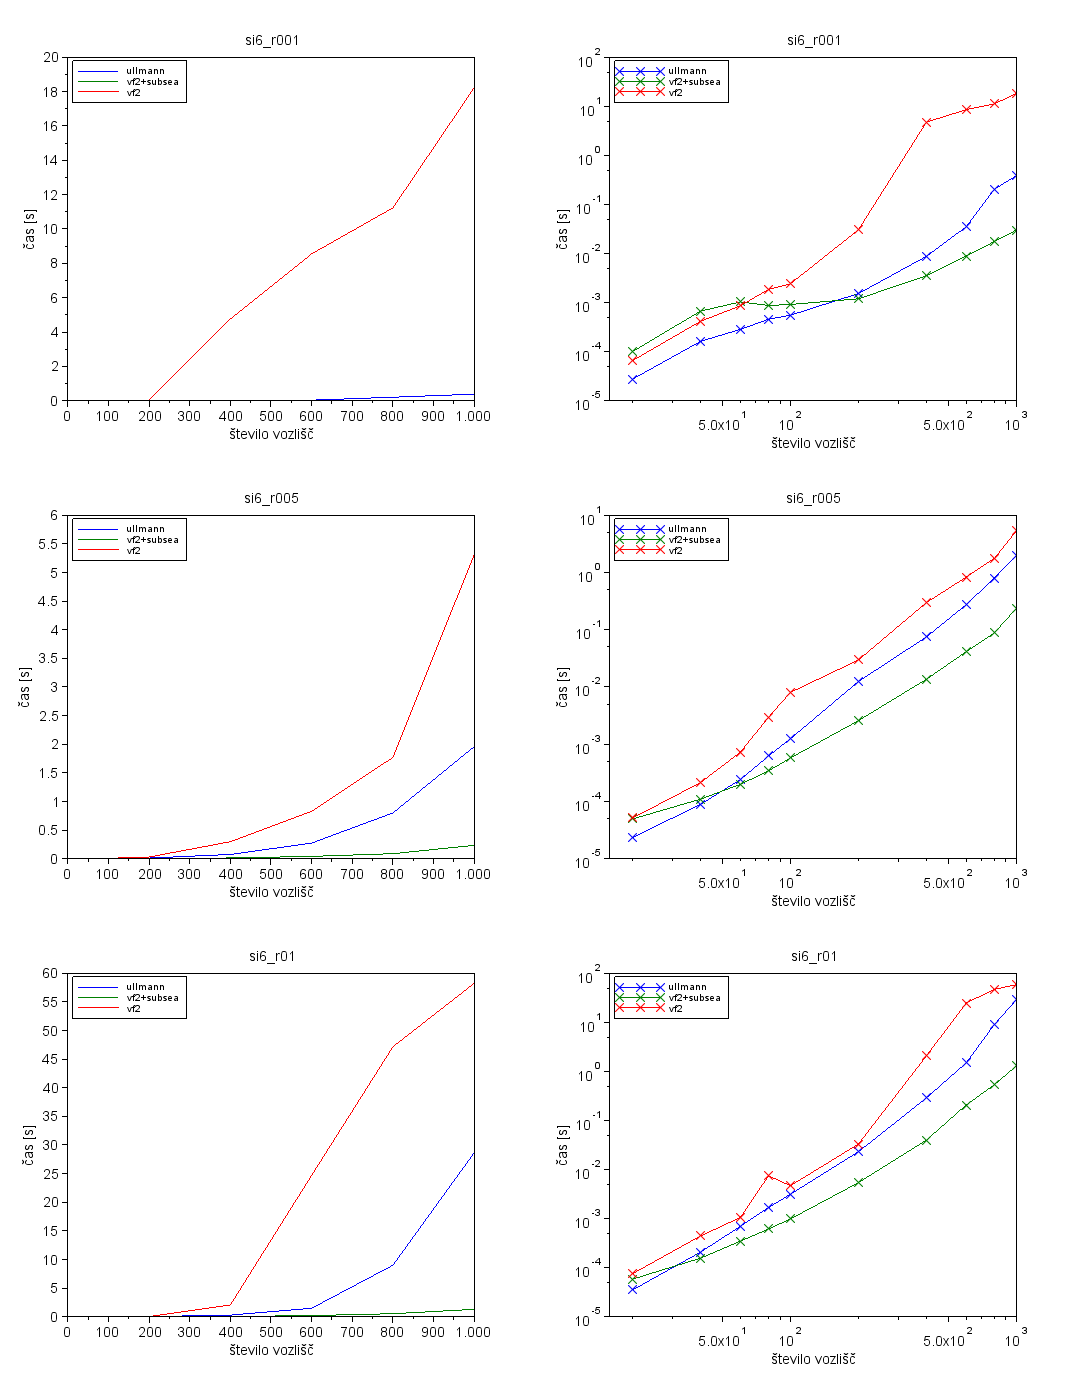 si6_r001
20
18
16
14
12
10
8
6
4
2
0
čas [s]
ullmann
vf2+subsea
vf2
0 100 200 300 400 500 600 700 800 900 1.000
število vozlišč
si6_r001
10^2
10^1
10^0
10^-1
10^-2
10^-3
10^-4
10^-5
čas [s]
ullmann
vf2+subsea
vf2
5.0x10^1 10^2 5.0x10^2 10^3
število vozlišč
si6_r005
6
5.5
5
4.5
4
3.5
3
2.5
2
1.5
1
0.5
0
čas [s]
ullmann
vf2+subsea
vf2
0 100 200 300 400 500 600 700 800 900 1.000
število vozlišč
si6_r005
10^1
10^0
10^-1
10^-2
10^-3
10^-4
10^-5
čas [s]
ullmann
vf2+subsea
vf2
5.0x10^1 10^2 5.0x10^2 10^3
število vozlišč
si6_r01
60
55
50
45
40
35
30
25
20
15
10
5
0
čas [s]
ullmann
vf2+subsea
vf2
0 100 200 300 400 500 600 700 800 900 1.000
število vozlišč
si6_r01
10^2
10^1
10^0
10^-1
10^-2
10^-3
10^-4
10^-5
čas [s]
ullmann
vf2+subsea
vf2
5.0x10^1 10^2 5.0x10^2 10^3
število vozlišč